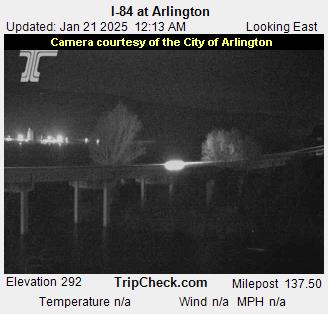 I-84 at Arlington
Updated: Jan 21 2025 12:13 AM Looking East
Camera courtesy of the City of Arlington
Elevation 292 TripCheck.com Milepost 137.50
Temperature n/a Wind n/a MPH n/a